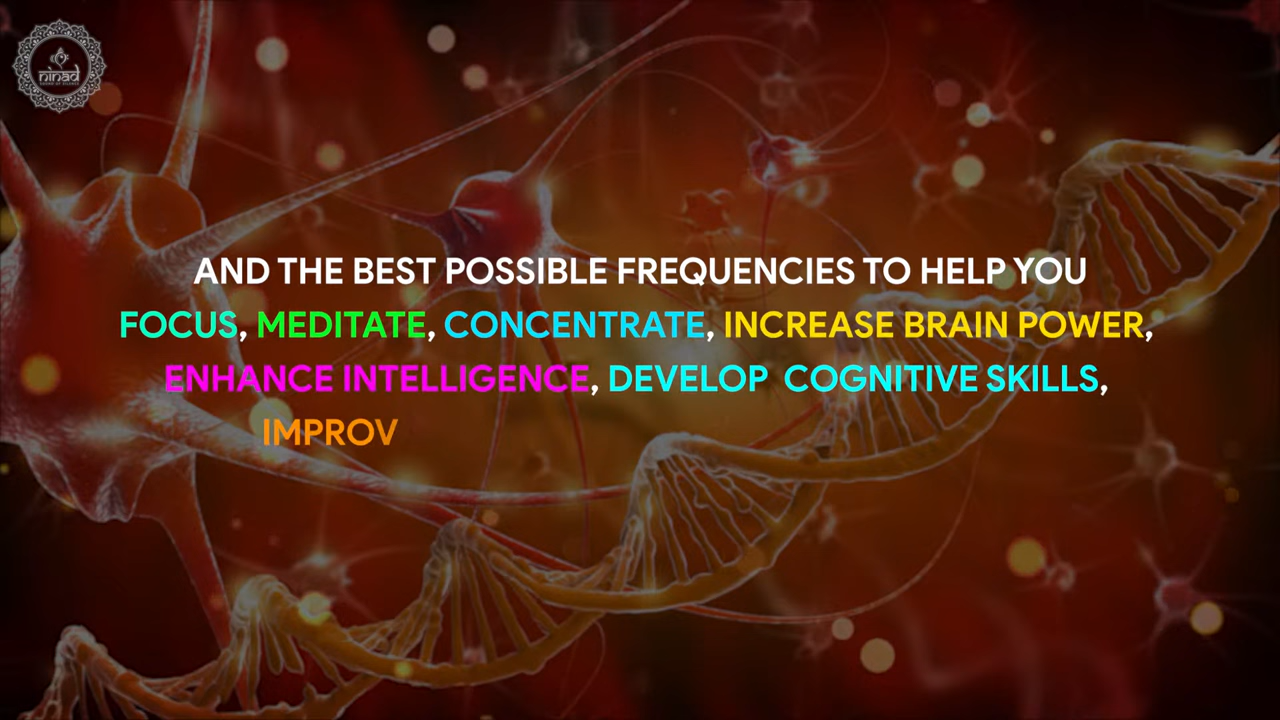 ninad
AND THE BEST POSSIBLE FREQUENCIES TO HELP YOU
FOCUS, MEDITATE, CONCENTRATE, INCREASE BRAIN POWER,
ENHANCE INTELLIGENCE, DEVELOP COGNITIVE SKILLS,
IMPROV